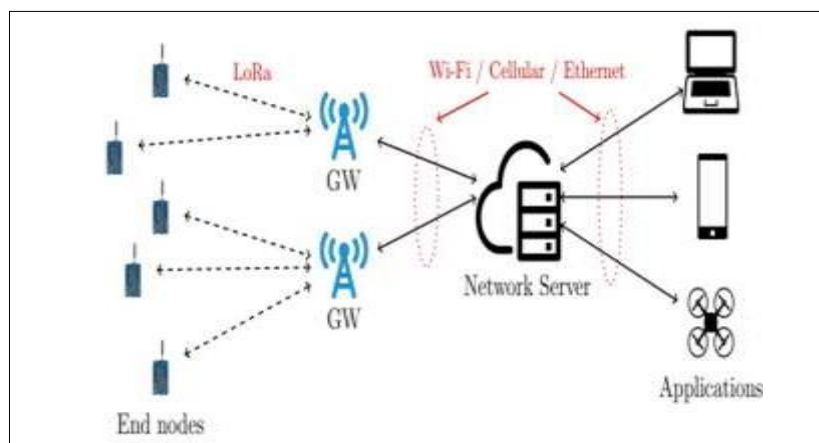 LoRa
Wi-Fi / Cellular / Ethernet
GW
GW
Network Server
Applications
End nodes